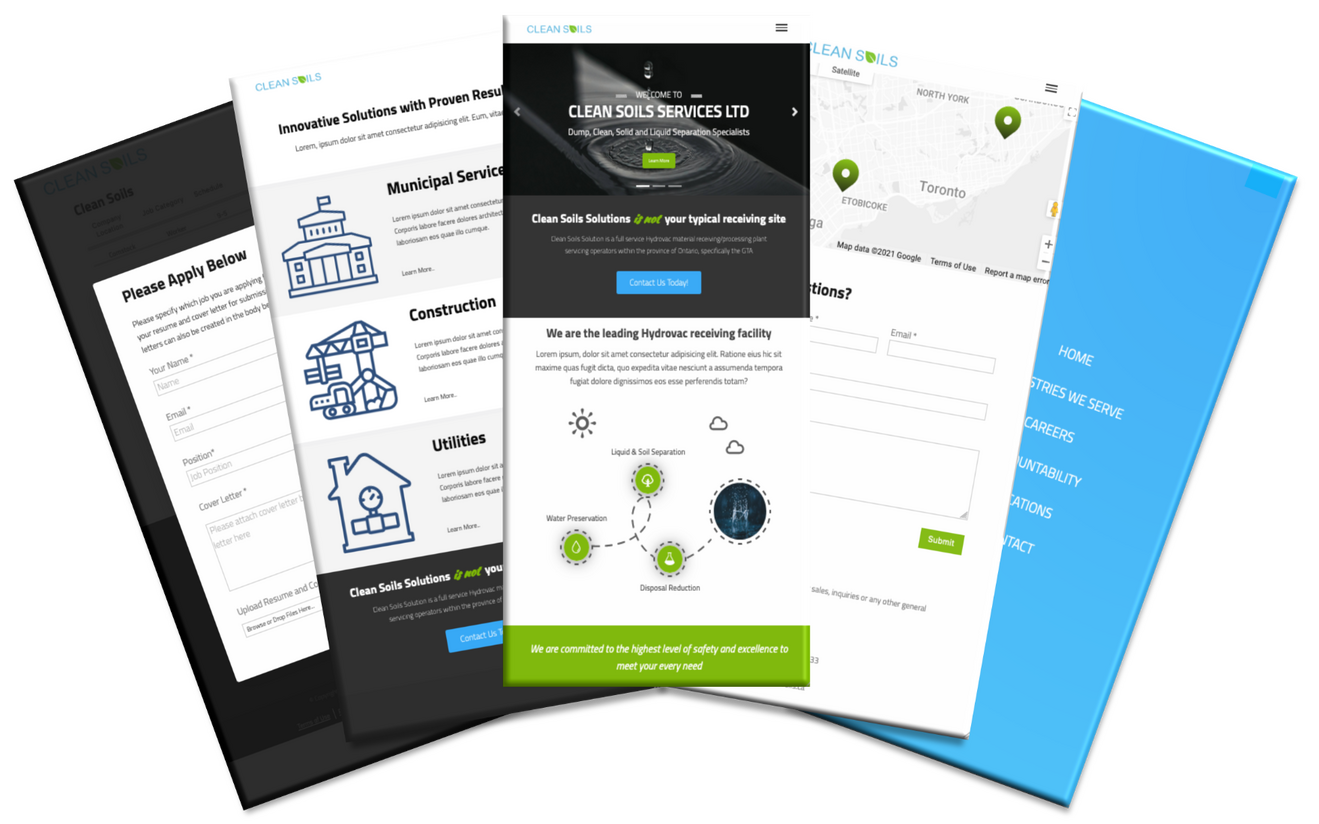 CLEAN SOILS
Clean Soils
Please Apply Below
Please specify which job you are applying
your resume and cover letter for submiss
letters can also be created in the body be
Your Name *
Name
Email *
Email
Position*
Job Position
Cover Letter *
Please attach cover letter b
letter here
Upload Resume and Co
Browse or Drop Files Here...
CLEAN SOILS
Innovative Solutions with Proven Resul
Lorem, ipsum dolor sit amet consectetur adipisicing elit. Eum, vitae
Municipal Service
Lorem ipsum dolor sit amet cons
Corporis labore facere dolores architect
laboriosam eos quae illo cumque.
Learn More..
Construction
Lorem ipsum dolor sit amet cons
Corporis labore facere dolores a
laboriosam eos quae illo cumq
Learn More..
Utilities
Lorem ipsum dolor sit a
Corporis labore facere d
laboriosam eos quae il
Learn More..
Clean Soils Solutions is not you
Clean Soils Solution is a full service Hydrovac m
servicing operators within the province of
Contact Us T
CLEAN SOILS
WELCOME TO
CLEAN SOILS SERVICES LTD
Dump, Clean, Solid and Liquid Separation Specialists
Learn More
Clean Soils Solutions is not your typical receiving site
Clean Soils Solution is a full service Hydrovac material receiving/processing plant
servicing operators within the province of Ontario, specifically the GTA
Contact Us Today!
We are the leading Hydrovac receiving facility
Lorem ipsum, dolor sit amet consectetur adipisicing elit. Ratione eius hic sit
maxime quas fugit dicta, quo expedita vitae nesciunt a assumenda tempora
fugiat dolore dignissimos eos esse perferendis totam?
Liquid & Soil Separation
Water Preservation
Disposal Reduction
We are committed to the highest level of safety and excellence to
meet your every need
CLEAN SOILS
Satellite
NORTH YORK
Toronto
ETOBICOKE
ga
Map data ©2021 Google Terms of Use Report a map error
stions?
Email *
Submit
sales, inquiries or any other general
33
HOME
STRIES WE SERVE
CAREERS
OUNTABILITY
CATIONS
NTACT